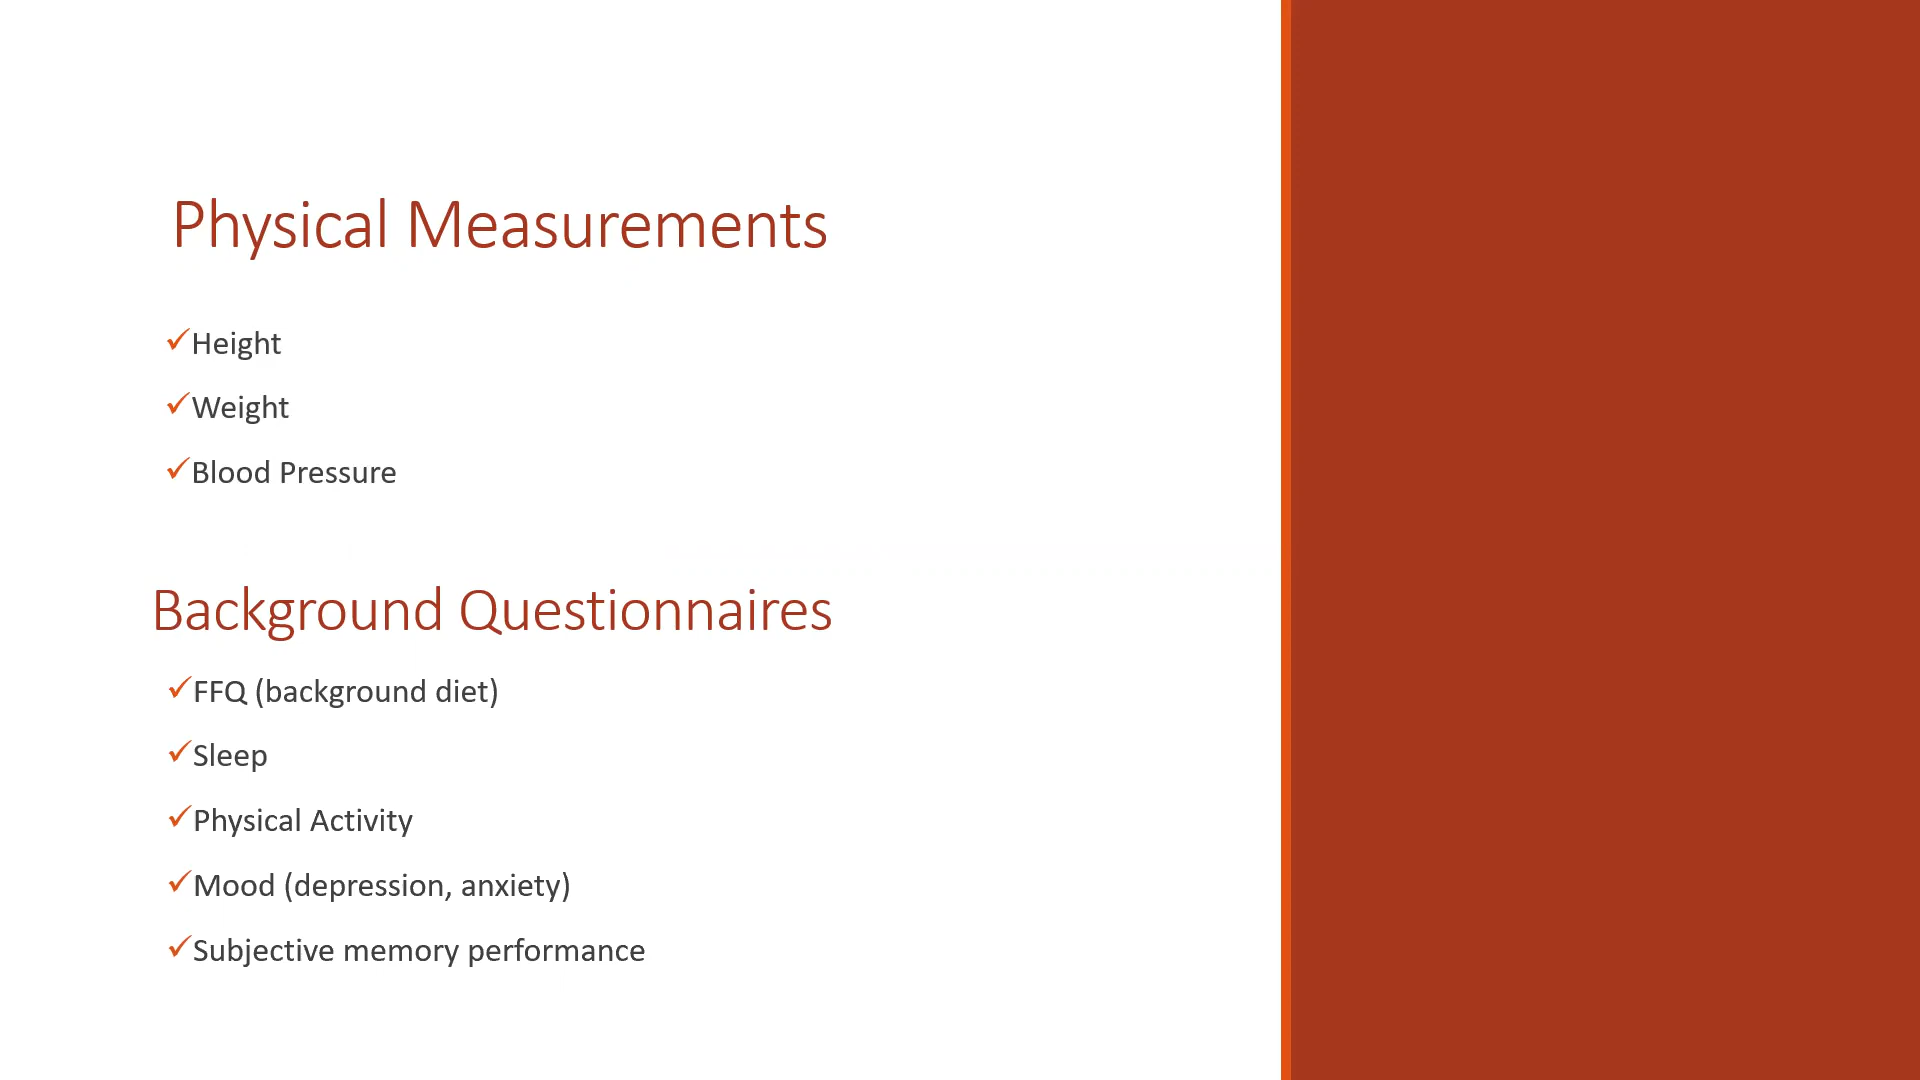 Physical Measurements
✓Height
✓Weight
✓Blood Pressure
Background Questionnaires
✓FFQ (background diet)
✓Sleep
✓Physical Activity
✓Mood (depression, anxiety)
✓Subjective memory performance